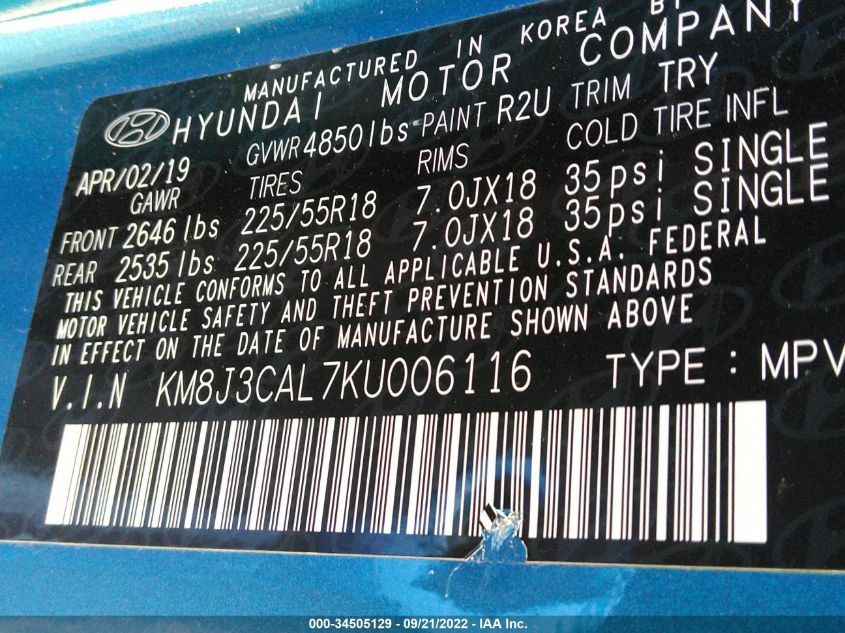 MANUFACTURED IN KOREA BY
HYUNDAI MOTOR COMPANY
APR/02/19 GVWR 4850lbs-PAINT R2U TRIM TRY
GAWR TIRES RIMS COLD TIRE INFL
FRONT 2646 lbs 225/55R18 7.0JX18 35psi SINGLE
REAR 2535 lbs 225/55R18 7.0JX18 35psi SINGLE
THIS VEHICLE CONFORMS TO ALL APPLICABLE U.S.A. FEDERAL
MOTOR VEHICLE SAFETY AND THEFT PREVENTION STANDARDS
IN EFFECT ON THE DATE OF MANUFACTURE SHOWN ABOVE
V.I.N KM8J3CAL7KU006116 TYPE : MPV
000-34505129 - 09/21/2022 - IAA Inc.